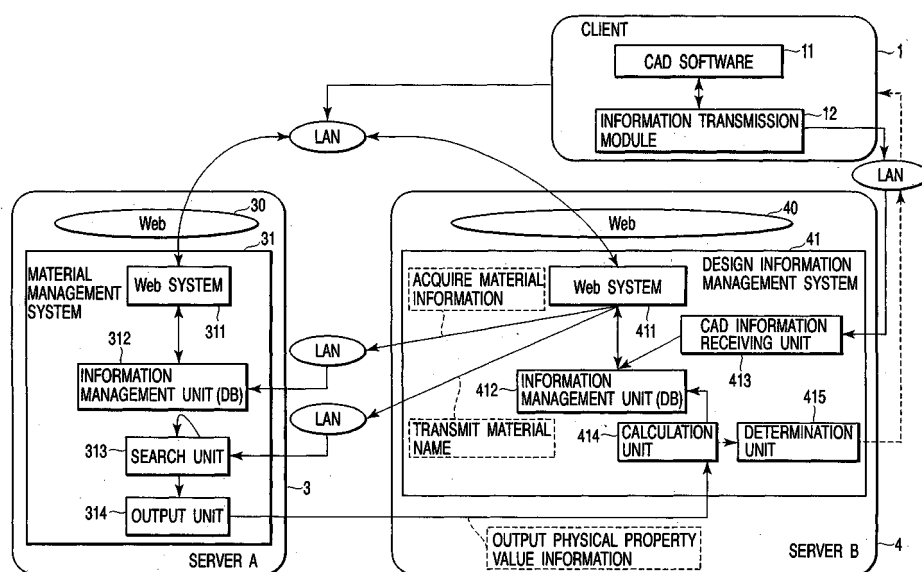 CLIENT
11
CAD SOFTWARE
1
12
INFORMATION TRANSMISSION
MODULE
LAN
LAN
30
Web
31
MATERIAL
MANAGEMENT
SYSTEM
Web SYSTEM
311
312
INFORMATION
MANAGEMENT UNIT (DB)
313
SEARCH UNIT
314
OUTPUT UNIT
3
SERVER A
LAN
LAN
40
Web
41
ACQUIRE MATERIAL
INFORMATION
Web SYSTEM
411
DESIGN INFORMATION
MANAGEMENT SYSTEM
CAD INFORMATION
RECEIVING UNIT
413
412
INFORMATION
MANAGEMENT UNIT (DB)
TRANSMIT MATERIAL
NAME
414
CALCULATION
UNIT
415
DETERMINATION
UNIT
OUTPUT PHYSICAL PROPERTY
VALUE INFORMATION
SERVER B
4